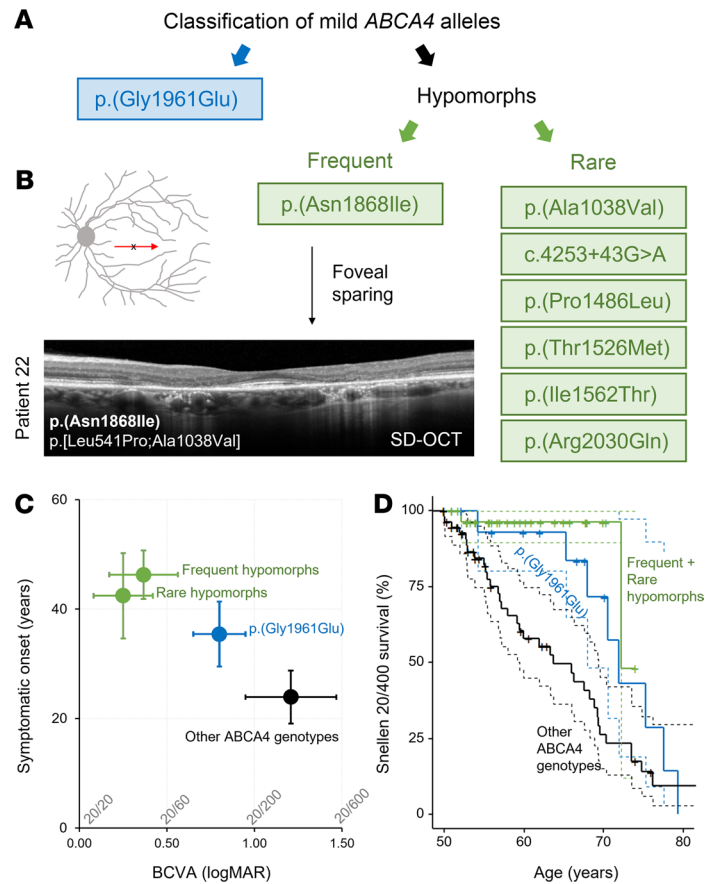 A
Classification of mild ABCA4 alleles
p.(Gly1961Glu)
Hypomorphs
Frequent
Rare
B
p.(Asn1868Ile)
p.(Ala1038Val)
c.4253+43G>A
p.(Pro1486Leu)
p.(Thr1526Met)
p.(Ile1562Thr)
p.(Arg2030Gln)
x
Foveal
sparing
Patient 22
p.(Asn1868Ile)
p.[Leu541Pro;Ala1038Val]
SD-OCT
C
60
40
20
0
Symptomatic onset (years)
Frequent hypomorphs
Rare hypomorphs
p.(Gly1961Glu)
Other ABCA4 genotypes
20/20
20/60
20/200
20/600
0.00
0.50
1.00
1.50
BCVA (logMAR)
D
100
75
50
25
0
Snellen 20/400 survival (%)
p.(Gly1961Glu)
Frequent +
Rare
hypomorphs
Other
ABCA4
genotypes
50
60
70
80
Age (years)